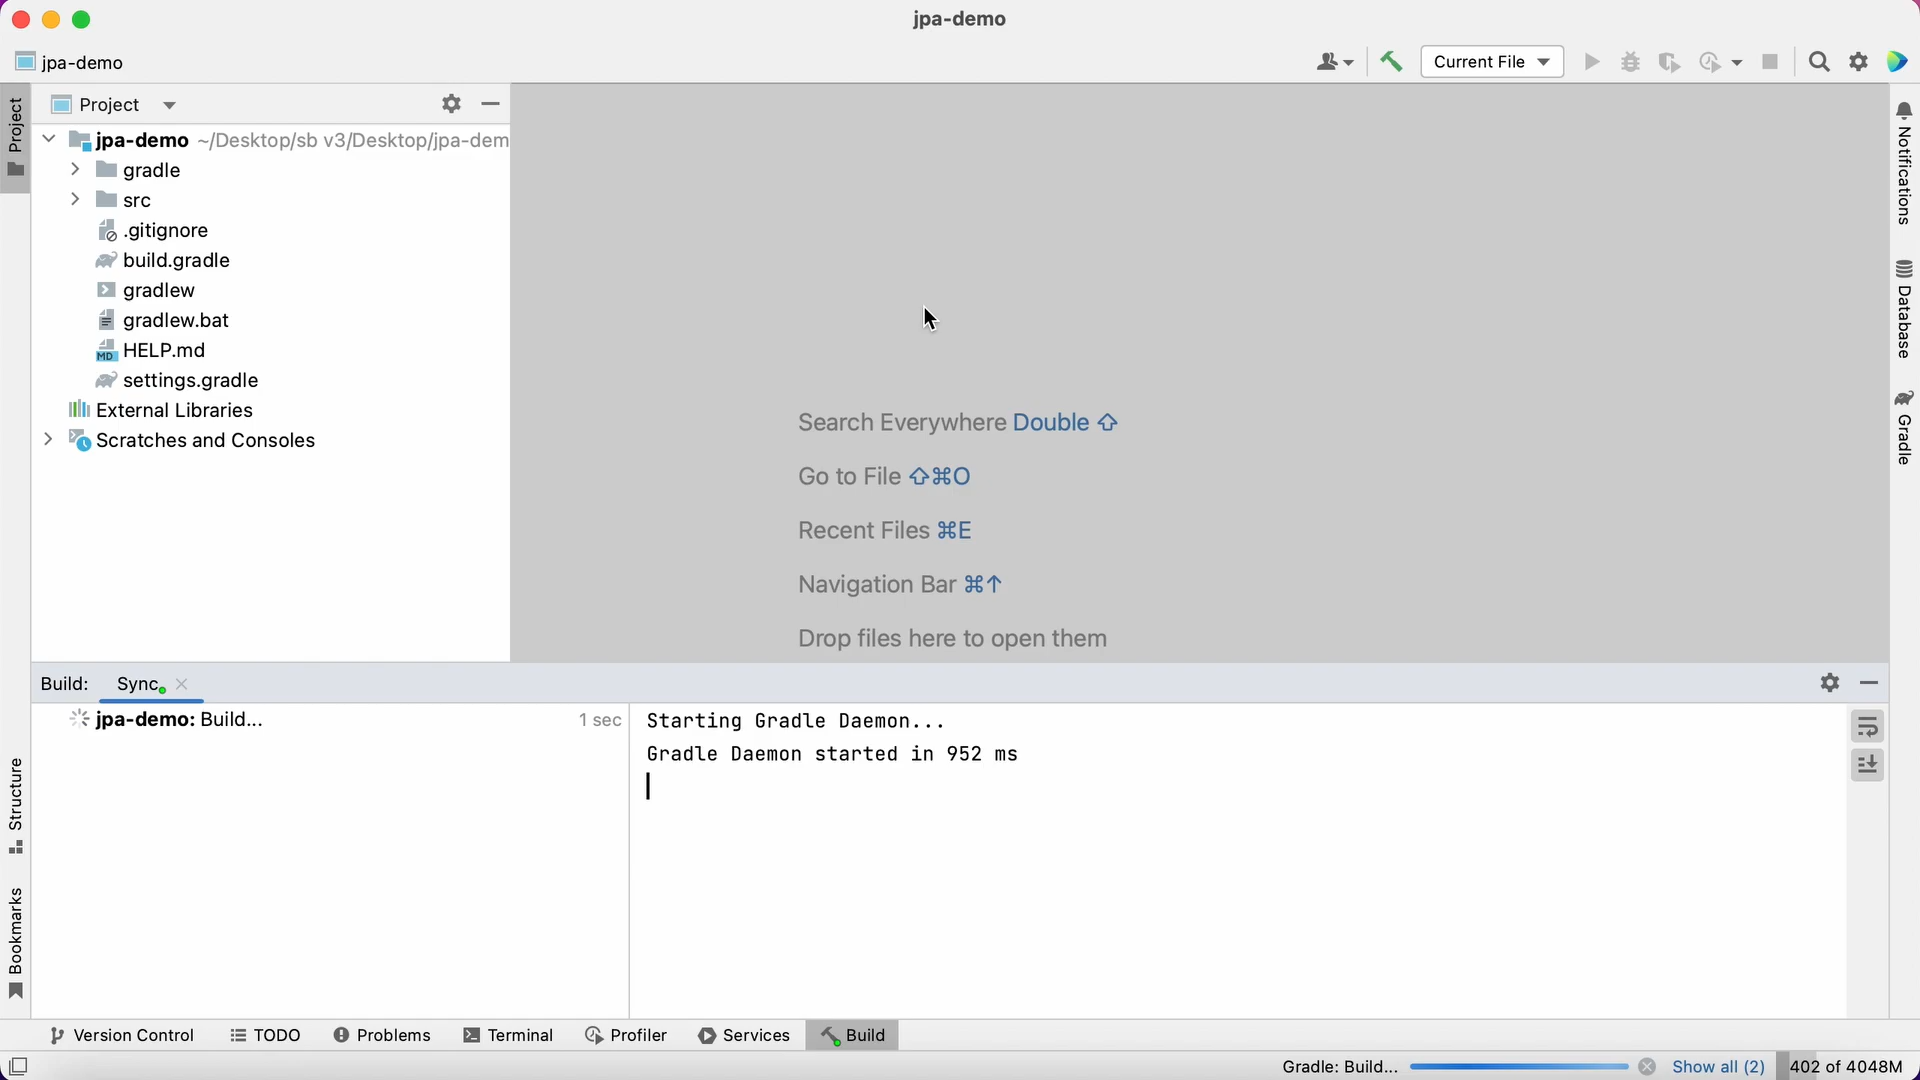 jpa-demo
jpa-demo
Current File
Project
jpa-demo ~/Desktop/sb v3/Desktop/jpa-dem
gradle
src
.gitignore
build.gradle
gradlew
gradlew.bat
MD HELP.md
settings.gradle
External Libraries
Scratches and Consoles
Project
Structure
Bookmarks
Search Everywhere Double ⇧
Go to File ⇧⌘O
Recent Files ⌘E
Navigation Bar ⌘↑
Drop files here to open them
Notifications
Database
Gradle
Build: Sync
jpa-demo: Build... 1 sec
Starting Gradle Daemon...
Gradle Daemon started in 952 ms
Version Control TODO Problems Terminal Profiler Services Build
Gradle: Build... Show all (2) 402 of 4048M